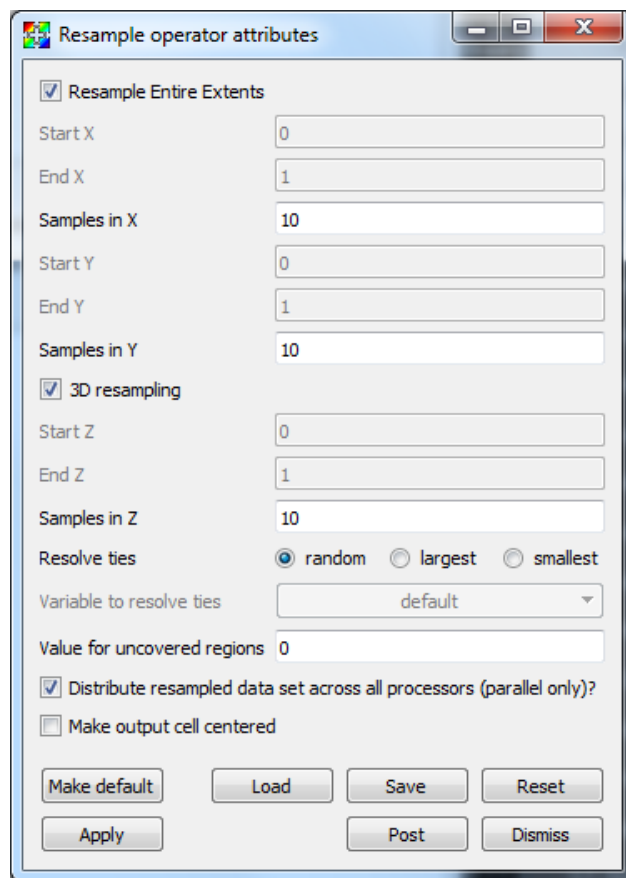 Resample operator attributes
Resample Entire Extents
Start X 0
End X 1
Samples in X 10
Start Y 0
End Y 1
Samples in Y 10
3D resampling
Start Z 0
End Z 1
Samples in Z 10
Resolve ties random largest smallest
Variable to resolve ties default
Value for uncovered regions 0
Distribute resampled data set across all processors (parallel only)?
Make output cell centered
Make default Load Save Reset
Apply Post Dismiss